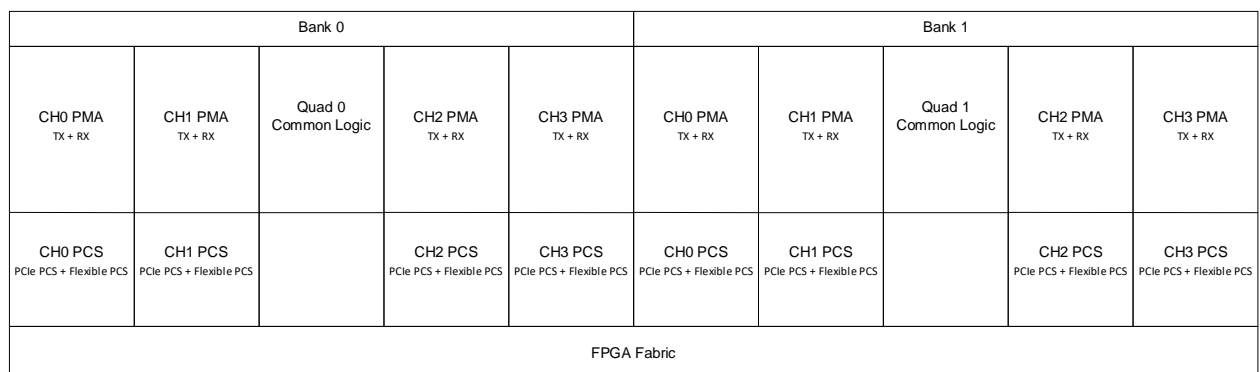 Bank 0
Bank 1
CH0 PMA
TX + RX
CH1 PMA
TX + RX
Quad 0
Common Logic
CH2 PMA
TX + RX
CH3 PMA
TX + RX
CH0 PMA
TX + RX
CH1 PMA
TX + RX
Quad 1
Common Logic
CH2 PMA
TX + RX
CH3 PMA
TX + RX
CH0 PCS
PCIe PCS + Flexible PCS
CH1 PCS
PCIe PCS + Flexible PCS
CH2 PCS
PCIe PCS + Flexible PCS
CH3 PCS
PCIe PCS + Flexible PCS
CH0 PCS
PCIe PCS + Flexible PCS
CH1 PCS
PCIe PCS + Flexible PCS
CH2 PCS
PCIe PCS + Flexible PCS
CH3 PCS
PCIe PCS + Flexible PCS
FPGA Fabric